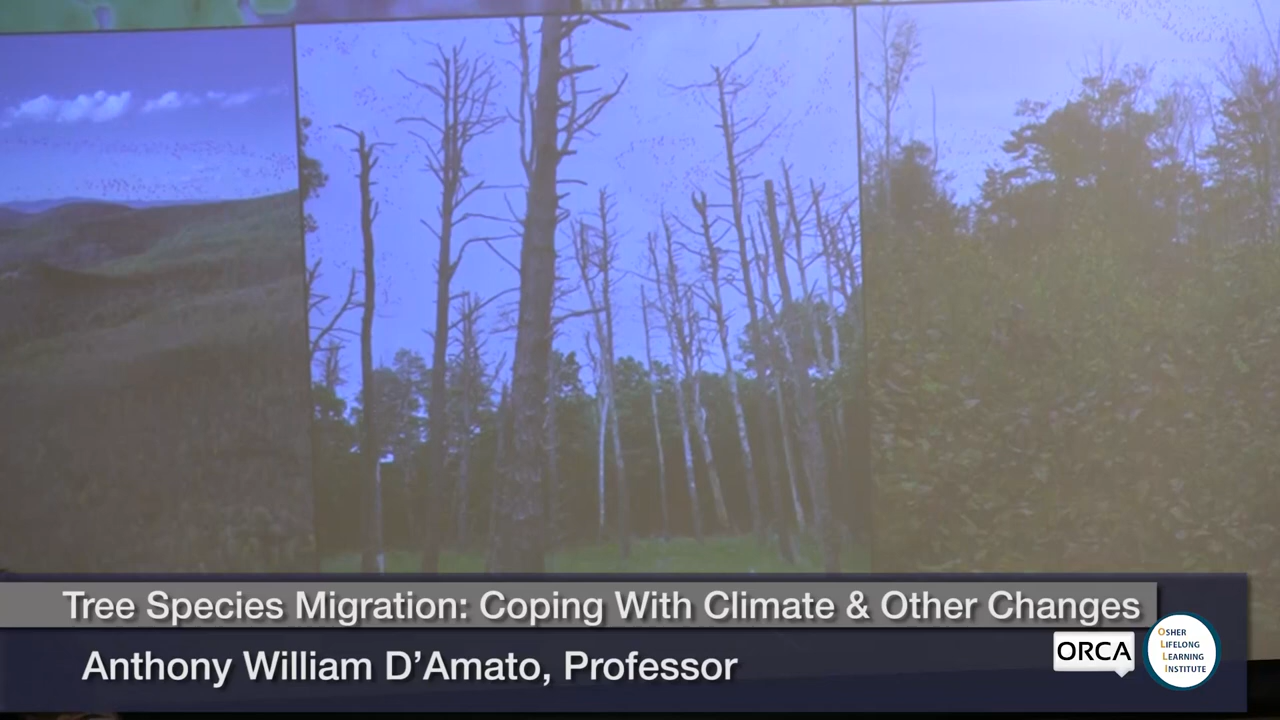 Tree Species Migration: Coping With Climate & Other Changes
Anthony William D’Amato, Professor
ORCA
OSHER
LIFELONG
LEARNING
INSTITUTE